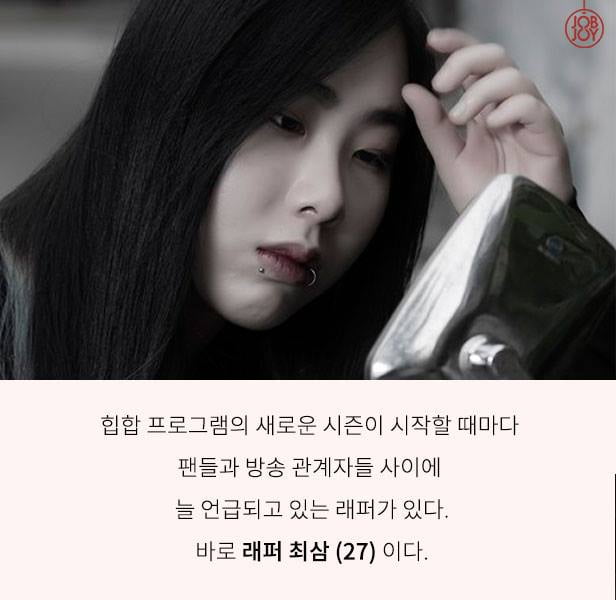 JOB
JOY
힙합 프로그램의 새로운 시즌이 시작할 때마다
팬들과 방송 관계자들 사이에
늘 언급되고 있는 래퍼가 있다.
바로 래퍼 최삼 (27) 이다.